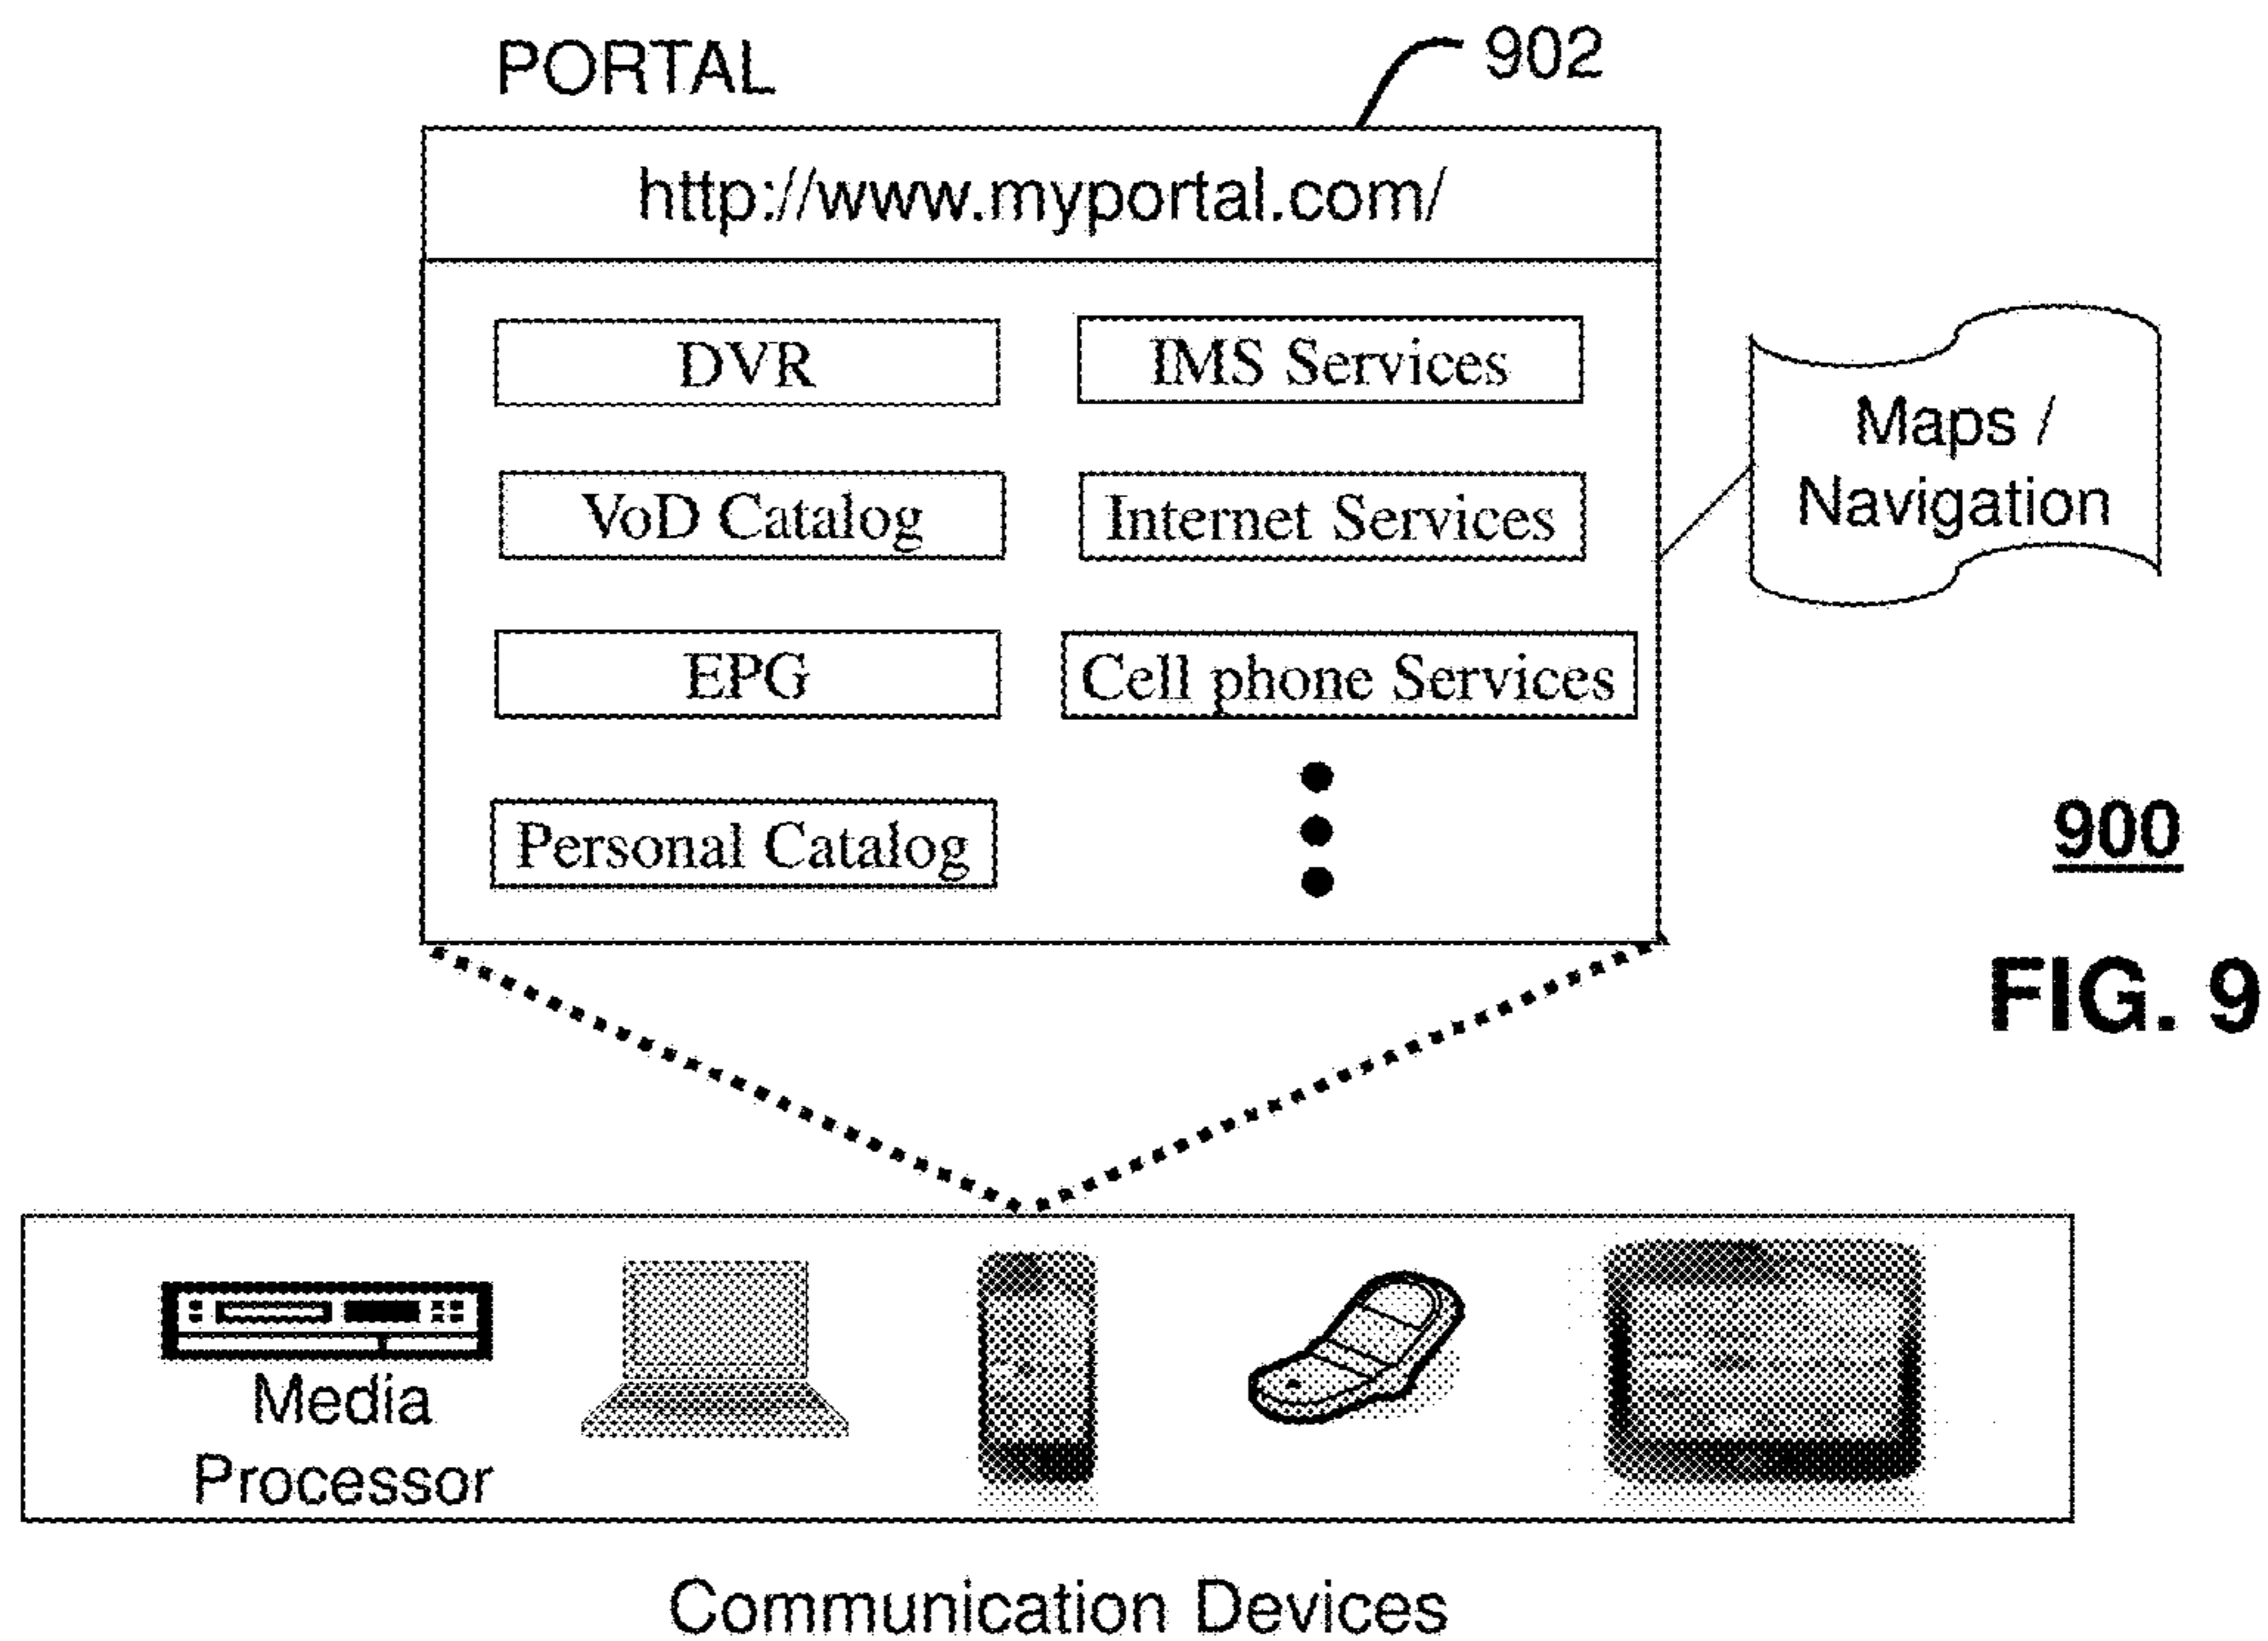 PORTAL
902
http://www.myportal.com/
DVR
IMS Services
VoD Catalog
Internet Services
EPG
Cell phone Services
Personal Catalog
Maps /
Navigation
900
FIG. 9
Media
Processor
Communication Devices